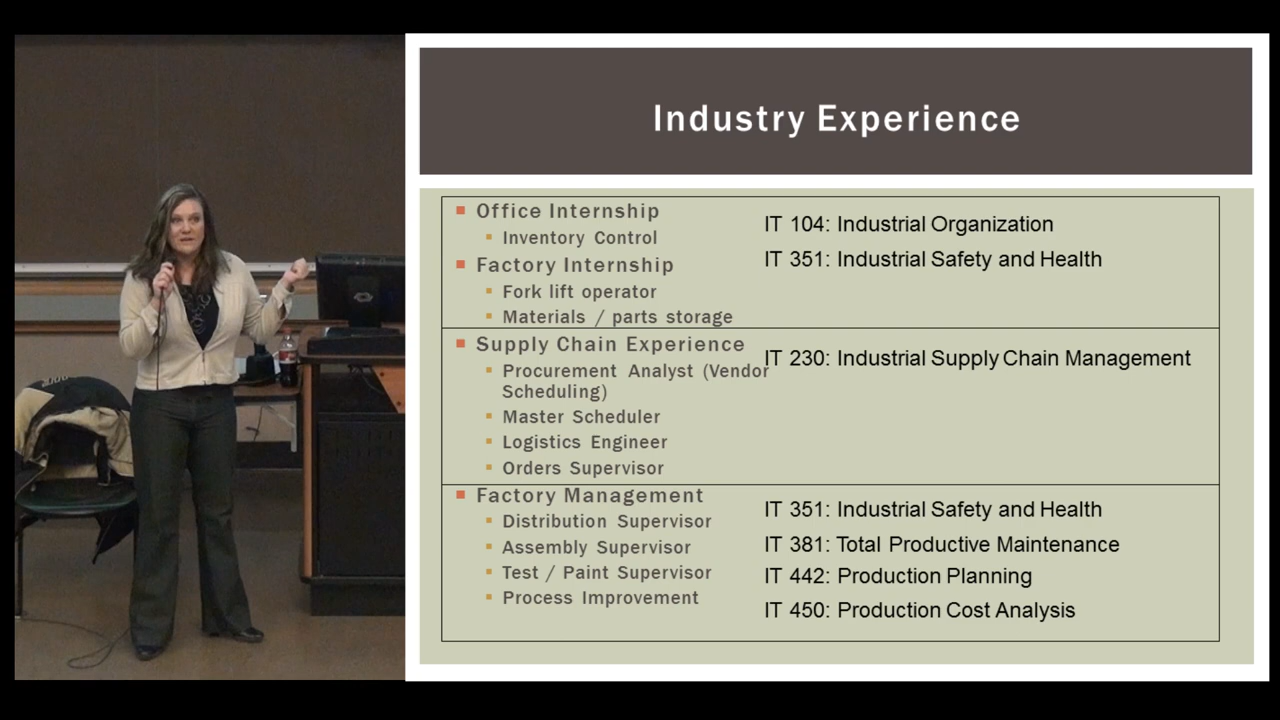 Industry Experience
Office Internship
Inventory Control
Factory Internship
Fork lift operator
Materials / parts storage
IT 104: Industrial Organization
IT 351: Industrial Safety and Health
Supply Chain Experience
Procurement Analyst (Vendor
Scheduling)
Master Scheduler
Logistics Engineer
Orders Supervisor
IT 230: Industrial Supply Chain Management
Factory Management
Distribution Supervisor
Assembly Supervisor
Test / Paint Supervisor
Process Improvement
IT 351: Industrial Safety and Health
IT 381: Total Productive Maintenance
IT 442: Production Planning
IT 450: Production Cost Analysis